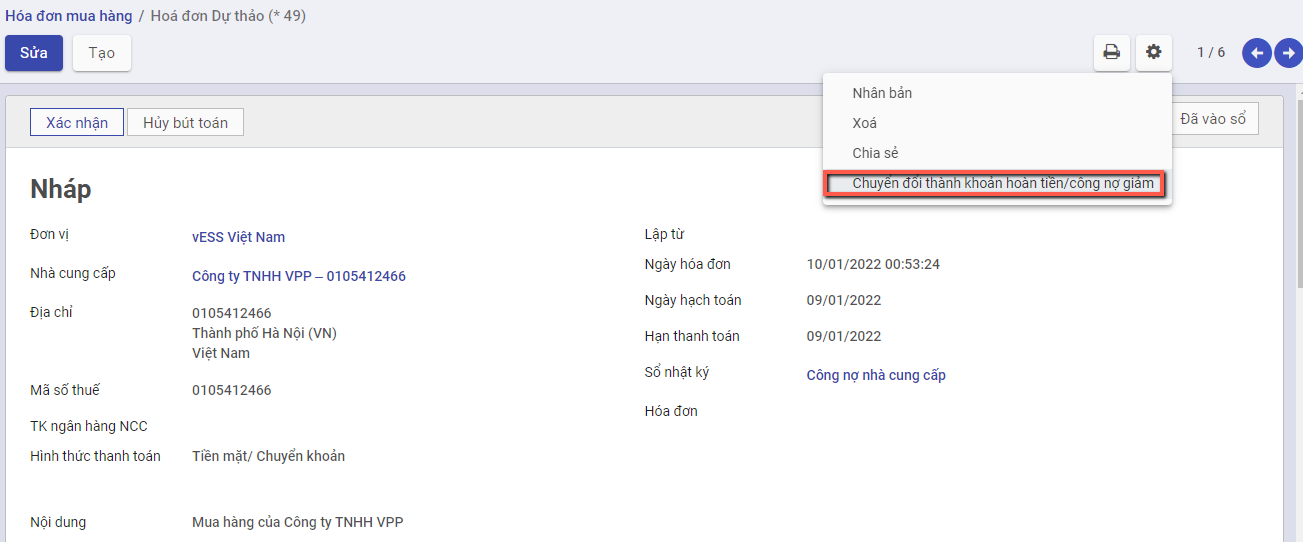 Hóa đơn mua hàng / Hoá đơn Dự thảo (* 49)
Sửa Tạo 1 / 6
Nhân bản
Xoá
Chia sẻ
Chuyển đổi thành khoản hoàn tiền/công nợ giảm
Xác nhận Hủy bút toán Đã vào sổ
Nháp
Đơn vị vESS Việt Nam
Nhà cung cấp Công ty TNHH VPP – 0105412466
Địa chỉ 0105412466
Thành phố Hà Nội (VN)
Việt Nam
Mã số thuế 0105412466
TK ngân hàng NCC
Hình thức thanh toán Tiền mặt/ Chuyển khoản
Nội dung Mua hàng của Công ty TNHH VPP
Lập từ
Ngày hóa đơn 10/01/2022 00:53:24
Ngày hạch toán 09/01/2022
Hạn thanh toán 09/01/2022
Sổ nhật ký Công nợ nhà cung cấp
Hóa đơn